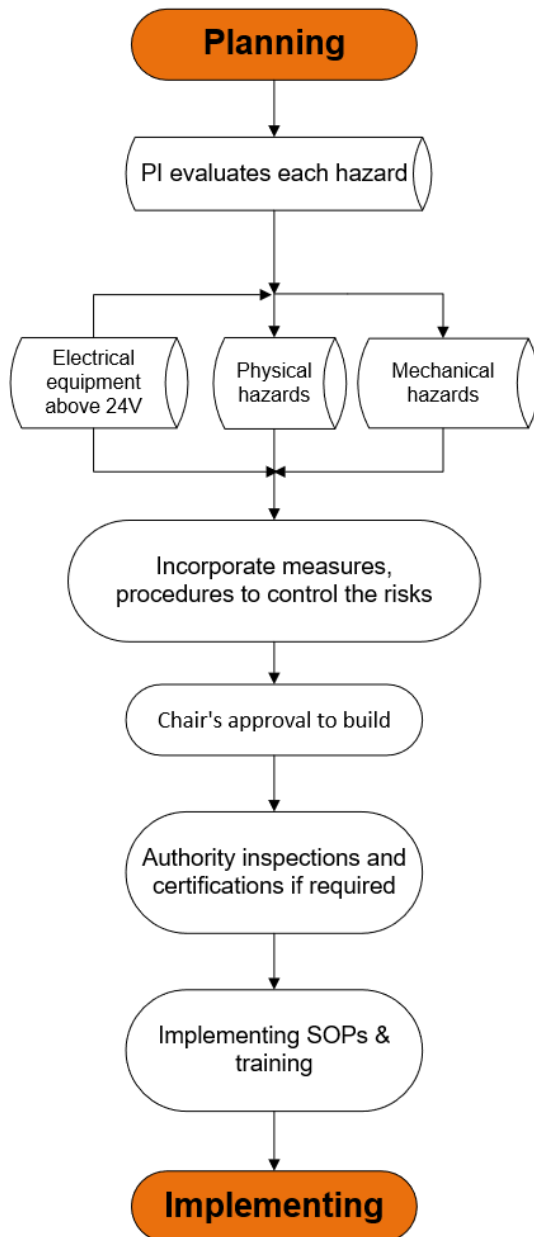 Planning
PI evaluates each hazard
Electrical
equipment
above 24V
Physical
hazards
Mechanical
hazards
Incorporate measures,
procedures to control the risks
Chair's approval to build
Authority inspections and
certifications if required
Implementing SOPs &
training
Implementing